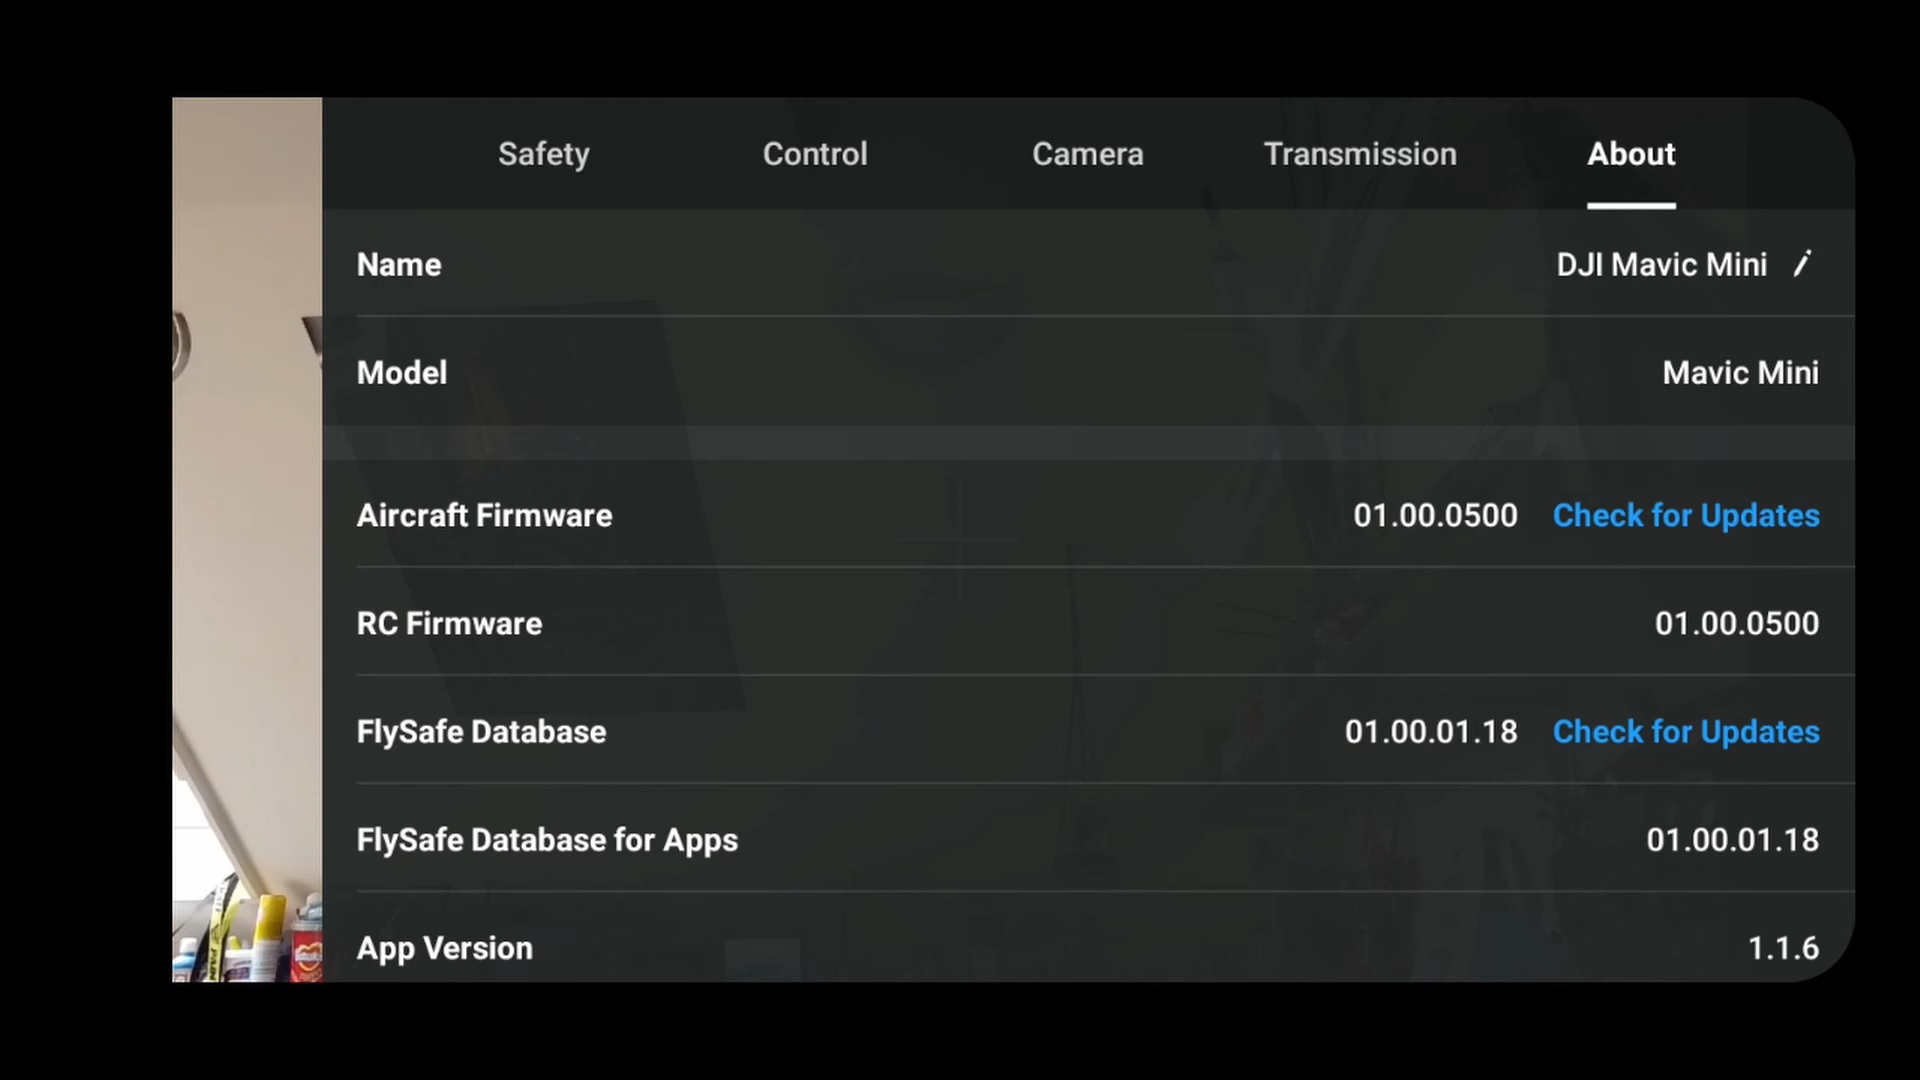 Safety Control Camera Transmission About
Name DJI Mavic Mini
Model Mavic Mini
Aircraft Firmware 01.00.0500 Check for Updates
RC Firmware 01.00.0500
FlySafe Database 01.00.01.18 Check for Updates
FlySafe Database for Apps 01.00.01.18
App Version 1.1.6